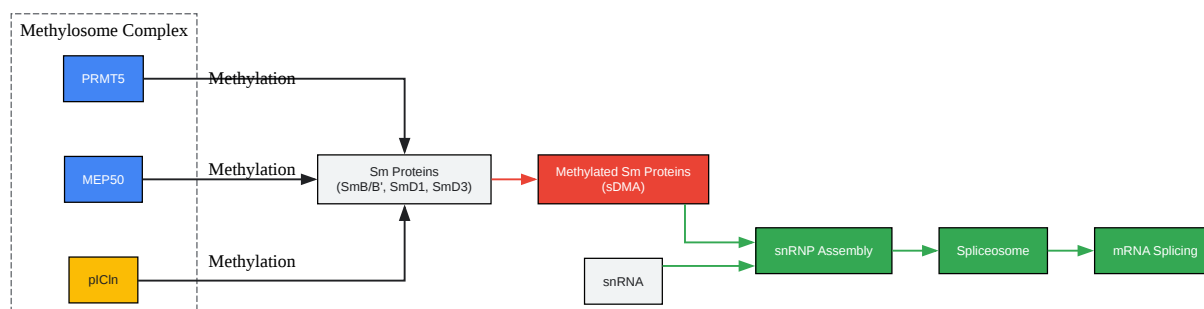 Methylosome Complex
PRMT5
Methylation
MEP50
Methylation
pICln
Methylation
Sm Proteins
(SmB/B', SmD1, SmD3)
Methylated Sm Proteins
(sDMA)
snRNA
snRNP Assembly
Spliceosome
mRNA Splicing